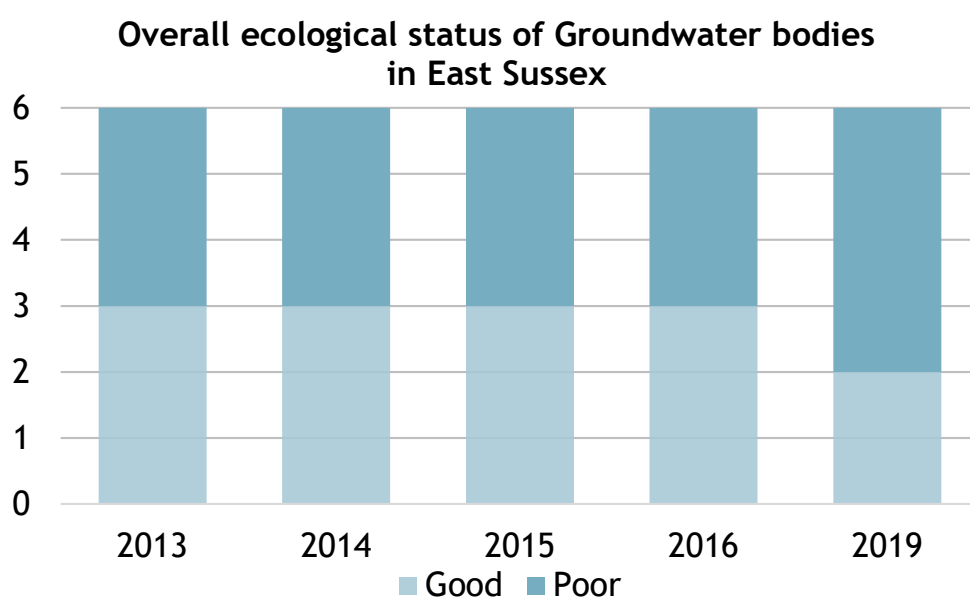 Overall ecological status of Groundwater bodies
in East Sussex
6
5
4
3
2
1
0
2013 2014 2015 2016 2019
Good Poor